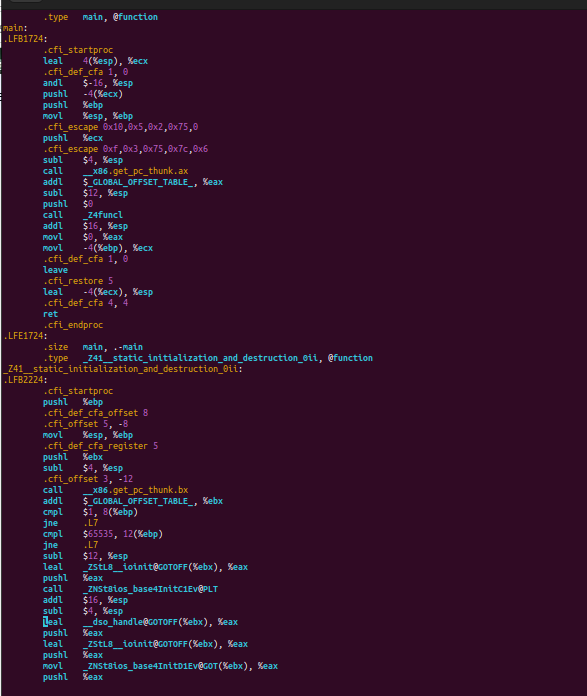 .type main, @function
main:
.LFB1724:
.cfi_startproc
leal 4(%esp), %ecx
.cfi_def_cfa 1, 0
andl $-16, %esp
pushl -4(%ecx)
pushl %ebp
movl %esp, %ebp
.cfi_escape 0x10,0x5,0x2,0x75,0
pushl %ecx
.cfi_escape 0xf,0x3,0x75,0x7c,0x6
subl $4, %esp
call __x86.get_pc_thunk.ax
addl $_GLOBAL_OFFSET_TABLE_, %eax
subl $12, %esp
pushl $0
call _Z4funcl
addl $16, %esp
movl $0, %eax
movl -4(%ebp), %ecx
.cfi_def_cfa 1, 0
leave
.cfi_restore 5
leal -4(%ecx), %esp
.cfi_def_cfa 4, 4
ret
.cfi_endproc
.LFE1724:
.size main, .-main
.type _Z41__static_initialization_and_destruction_0ii, @function
_Z41__static_initialization_and_destruction_0ii:
.LFB2224:
.cfi_startproc
pushl %ebp
.cfi_def_cfa_offset 8
.cfi_offset 5, -8
movl %esp, %ebp
.cfi_def_cfa_register 5
pushl %ebx
subl $4, %esp
.cfi_offset 3, -12
call __x86.get_pc_thunk.bx
addl $_GLOBAL_OFFSET_TABLE_, %ebx
cmpl $1, 8(%ebp)
jne .L7
cmpl $65535, 12(%ebp)
jne .L7
subl $12, %esp
leal _ZStL8__ioinit@GOTOFF(%ebx), %eax
pushl %eax
call _ZNSt8ios_base4InitC1Ev@PLT
addl $16, %esp
subl $4, %esp
leal __dso_handle@GOTOFF(%ebx), %eax
pushl %eax
leal _ZStL8__ioinit@GOTOFF(%ebx), %eax
pushl %eax
movl _ZNSt8ios_base4InitD1Ev@GOT(%ebx), %eax
pushl %eax